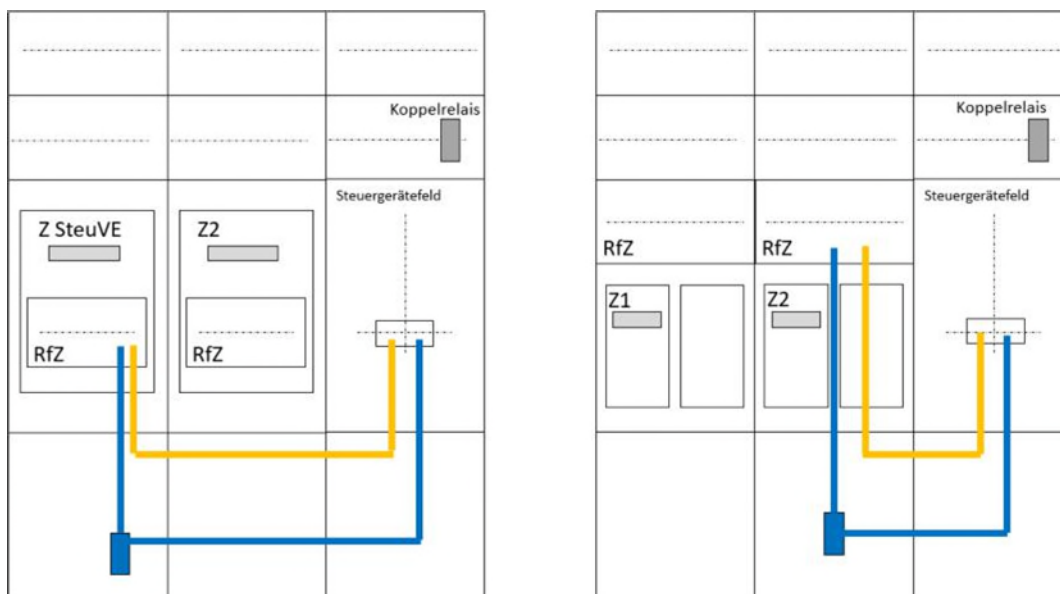 Koppelrelais
Steuergerätefeld
Z SteuVE
Z2
RfZ
RfZ
Koppelrelais
Steuergerätefeld
RfZ
RfZ
Z1
Z2